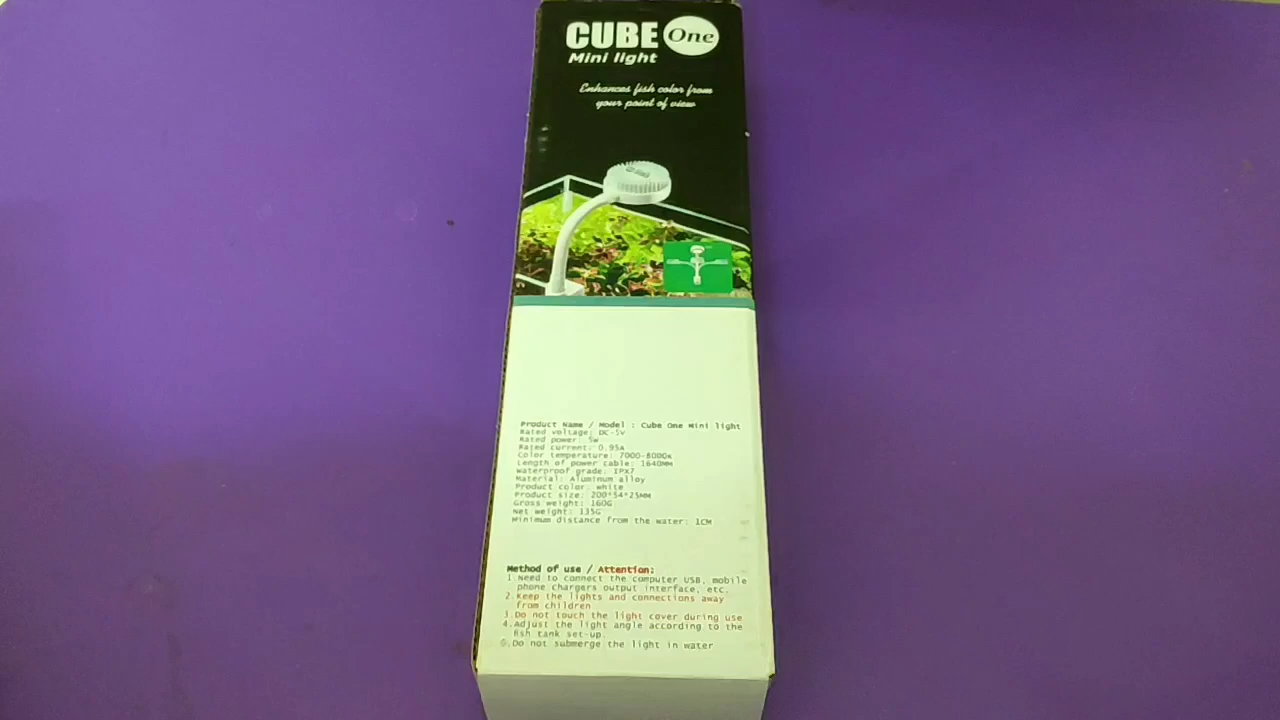 CUBE One
Mini light
Enhances fish color from
your point of view
Product Name / Model : Cube One Mini light
Rated voltage: DC-5V
Rated power: 5W
Rated current: 0.95A
Color temperature: 7000-8000K
Length of power cable: 1640MM
Waterproof grade: IPX7
Material: Aluminum alloy
Product color: white
Product size: 200*54*25MM
Gross weight: 160G
Net weight: 135G
Minimum distance from the water: 1CM
Method of use / Attention:
1.Need to connect the computer USB, mobile
phone chargers output interface, etc.
2.Keep the lights and connections away
from children
3.Do not touch the light cover during use
4.Adjust the light angle according to the
fish tank set-up.
Do not submerge the light in water